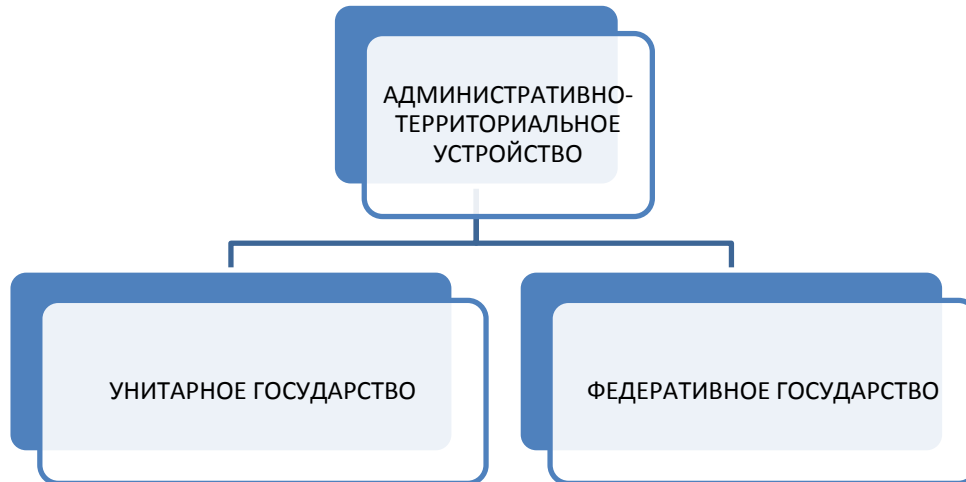 АДМИНИСТРАТИВНО-
ТЕРРИТОРИАЛЬНОЕ
УСТРОЙСТВО
УНИТАРНОЕ ГОСУДАРСТВО
ФЕДЕРАТИВНОЕ ГОСУДАРСТВО